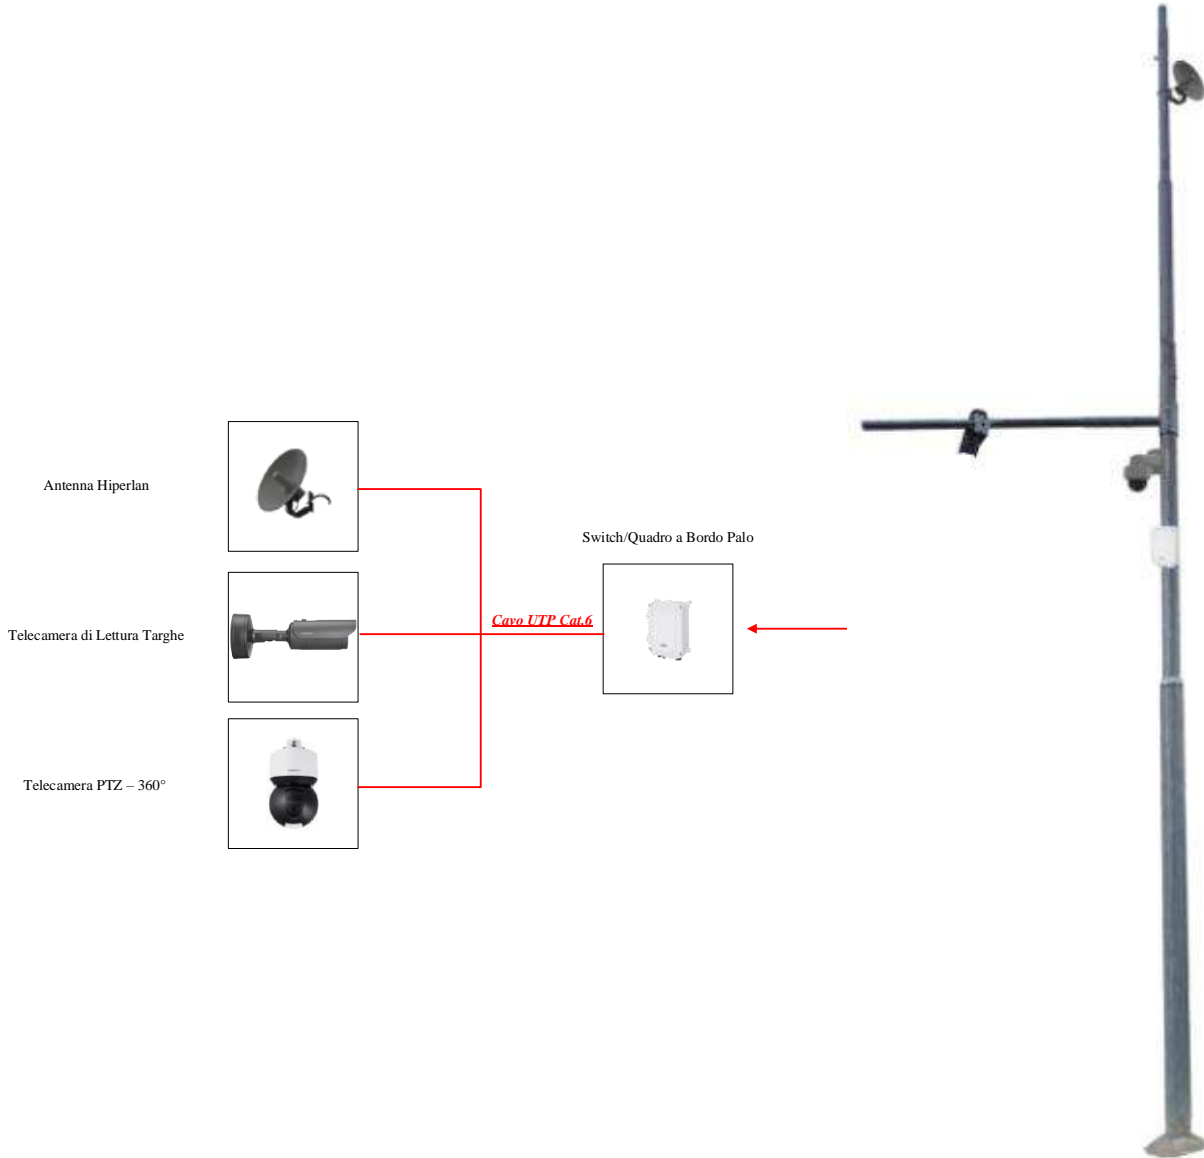 Antenna Hiperlan
Switch/Quadro a Bordo Palo
Cavo UTP Cat.6
Telecamera di Lettura Targhe
Telecamera PTZ – 360°